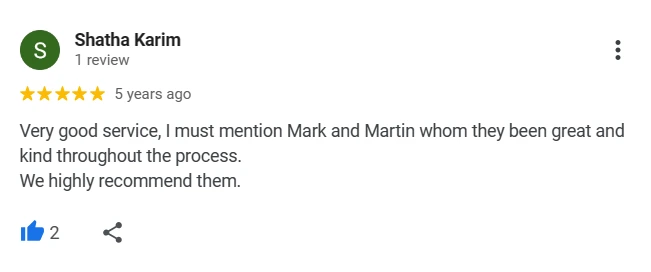 S
Shatha Karim
1 review
5 years ago
Very good service, I must mention Mark and Martin whom they been great and
kind throughout the process.
We highly recommend them.
2